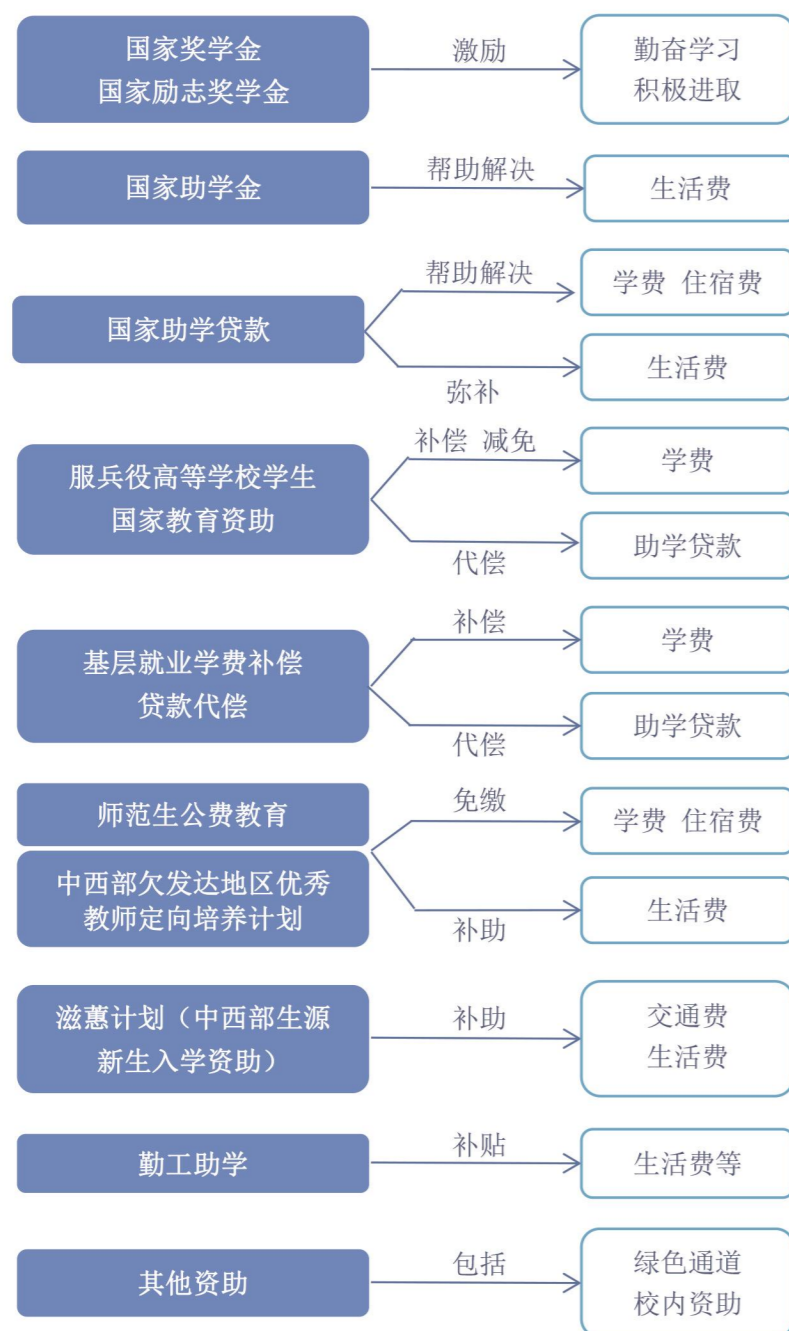 国家奖学金
国家励志奖学金
激励
勤奋学习
积极进取
国家助学金
帮助解决
生活费
国家助学贷款
帮助解决
学费 住宿费
弥补
生活费
服兵役高等学校学生
国家教育资助
补偿 减免
学费
代偿
助学贷款
基层就业学费补偿
贷款代偿
补偿
学费
代偿
助学贷款
师范生公费教育
中西部欠发达地区优秀
教师定向培养计划
免缴
学费 住宿费
补助
生活费
滋蕙计划（中西部生源
新生入学资助）
补助
交通费
生活费
勤工助学
补贴
生活费等
其他资助
包括
绿色通道
校内资助